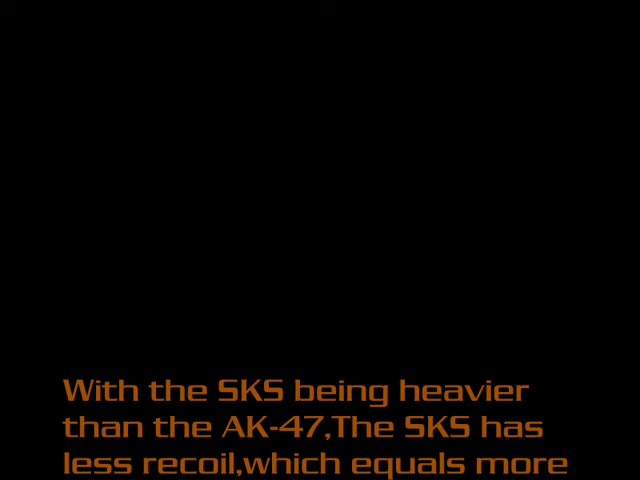 With the SKS being heavier
than the AK-47,The SKS has
less recoil,which equals more